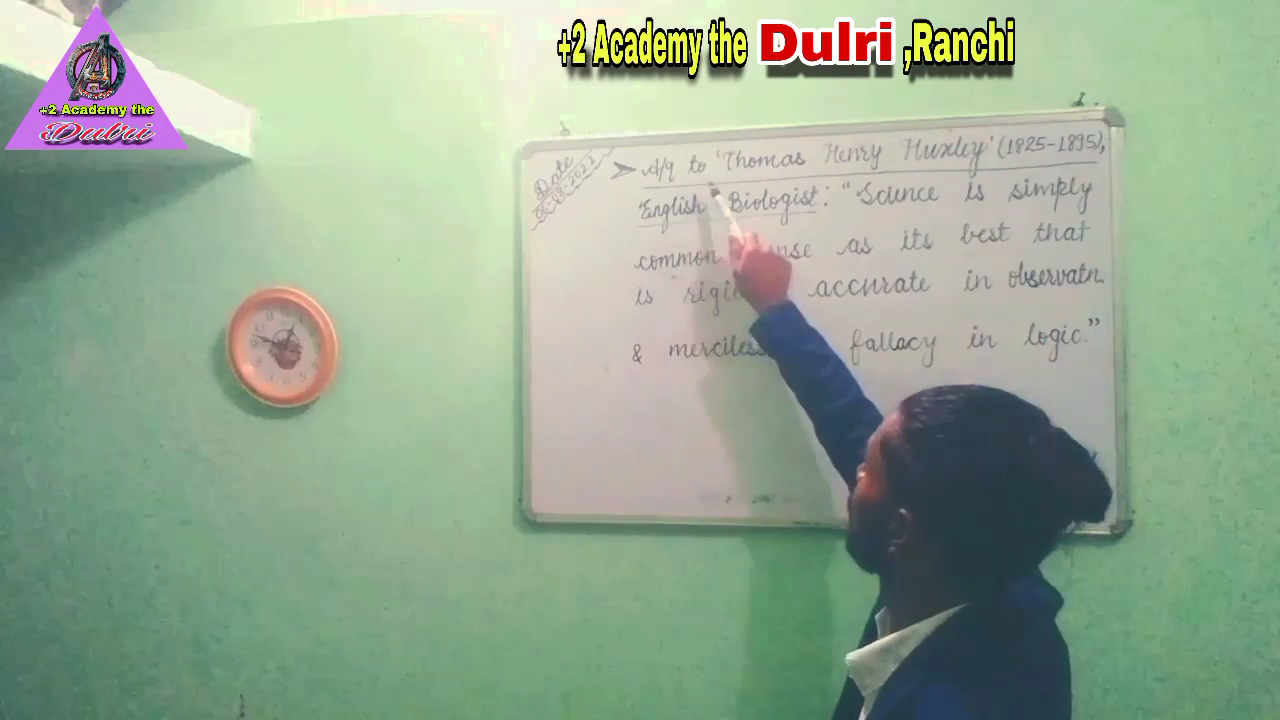 +2 Academy the Dulri ,Ranchi
+2 Academy the
Dulri
Date
➤ A/q to 'Thomas Henry Huxley' (1825-1895),
English Biologist: "Science is simply
common as its best that
is accurate in observatn.
& fallacy in logic."